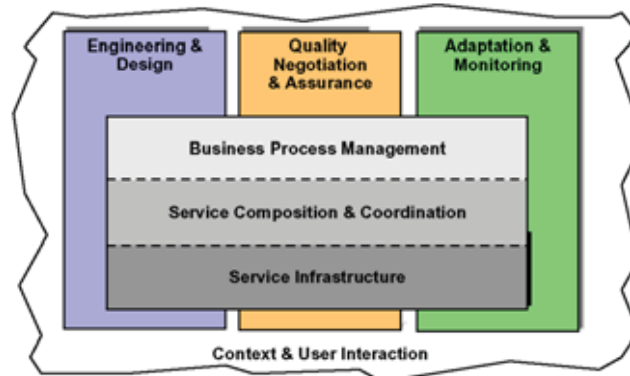 Engineering &
Design
Quality
Negotiation
& Assurance
Adaptation &
Monitoring
Business Process Management
Service Composition & Coordination
Service Infrastructure
Context & User Interaction